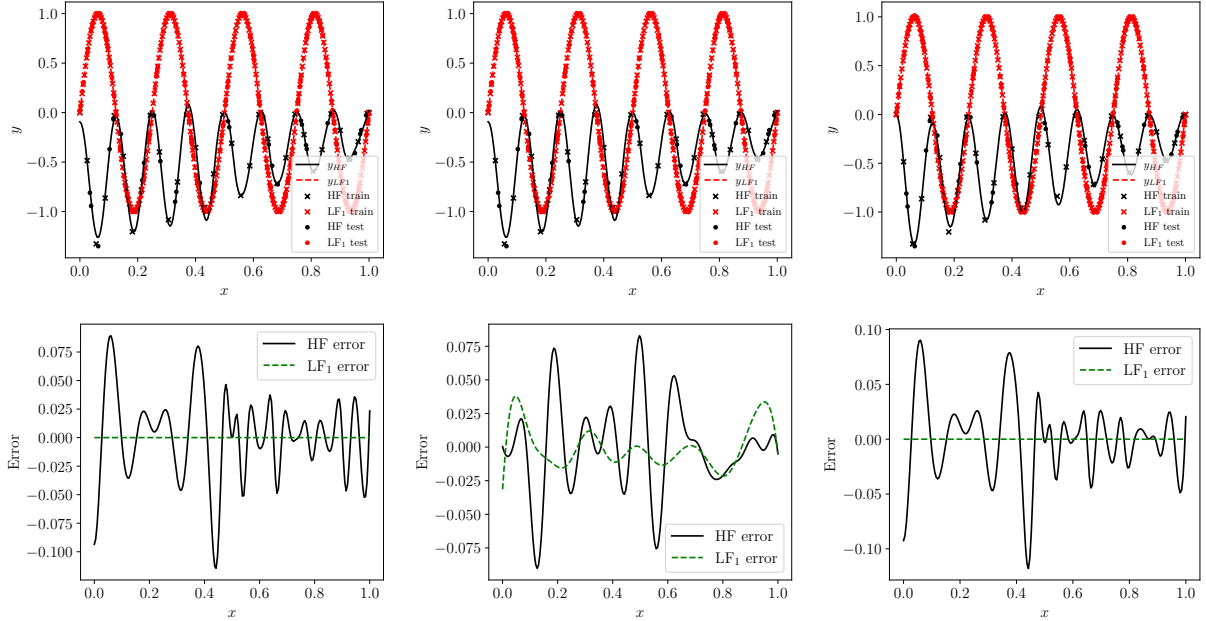 1.0
0.5
0.0
−0.5
−1.0
y
y_HF
y_LF1
HF train
LF₁ train
HF test
LF₁ test
0.0 0.2 0.4 0.6 0.8 1.0
x
1.0
0.5
0.0
−0.5
−1.0
y
y_HF
y_LF1
HF train
LF₁ train
HF test
LF₁ test
0.0 0.2 0.4 0.6 0.8 1.0
x
1.0
0.5
0.0
−0.5
−1.0
y
y_HF
y_LF1
HF train
LF₁ train
HF test
LF₁ test
0.0 0.2 0.4 0.6 0.8 1.0
x
0.075
0.050
0.025
0.000
−0.025
−0.050
−0.075
−0.100
Error
HF error
LF₁ error
0.0 0.2 0.4 0.6 0.8 1.0
x
0.075
0.050
0.025
0.000
−0.025
−0.050
−0.075
Error
HF error
LF₁ error
0.0 0.2 0.4 0.6 0.8 1.0
x
0.10
0.05
0.00
−0.05
−0.10
Error
HF error
LF₁ error
0.0 0.2 0.4 0.6 0.8 1.0
x